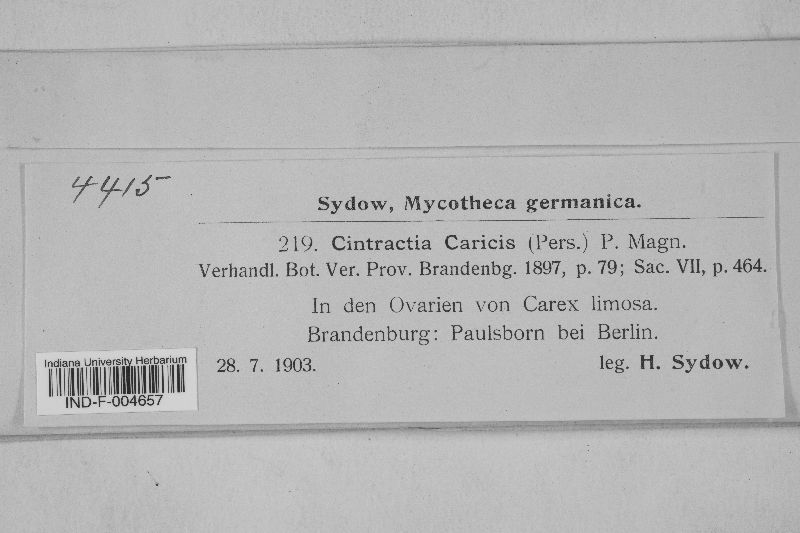 4415
Sydow, Mycotheca germanica.
219. Cintractia Caricis (Pers.) P. Magn.
Verhandl. Bot. Ver. Prov. Brandenbg. 1897, p. 79; Sac. VII, p. 464.
In den Ovarien von Carex limosa.
Brandenburg: Paulsborn bei Berlin.
28. 7. 1903. leg. H. Sydow.
Indiana University Herbarium
IND-F-004657